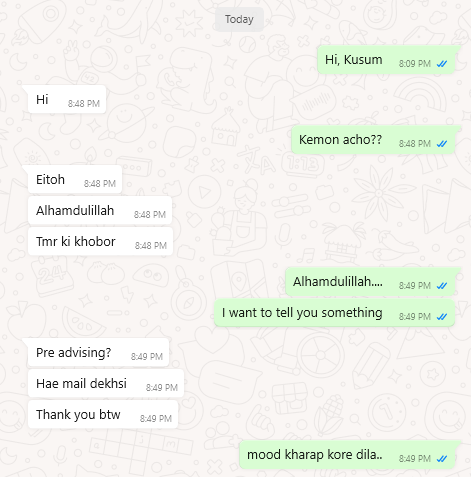 Today
Hi, Kusum 8:09 PM
Hi 8:48 PM
Kemon acho?? 8:48 PM
Eitoh 8:48 PM
Alhamdulillah 8:48 PM
Tmr ki khobor 8:48 PM
Alhamdulillah.... 8:49 PM
I want to tell you something 8:49 PM
Pre advising? 8:49 PM
Hae mail dekhsi 8:49 PM
Thank you btw 8:49 PM
mood kharap kore dila.. 8:49 PM